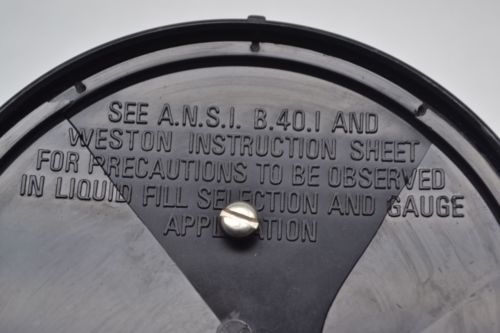 SEE A.N.S.I. B.40.1 AND
WESTON INSTRUCTION SHEET
FOR PRECAUTIONS TO BE OBSERVED
IN LIQUID FILL SELECTION AND GAUGE
APPLICATION